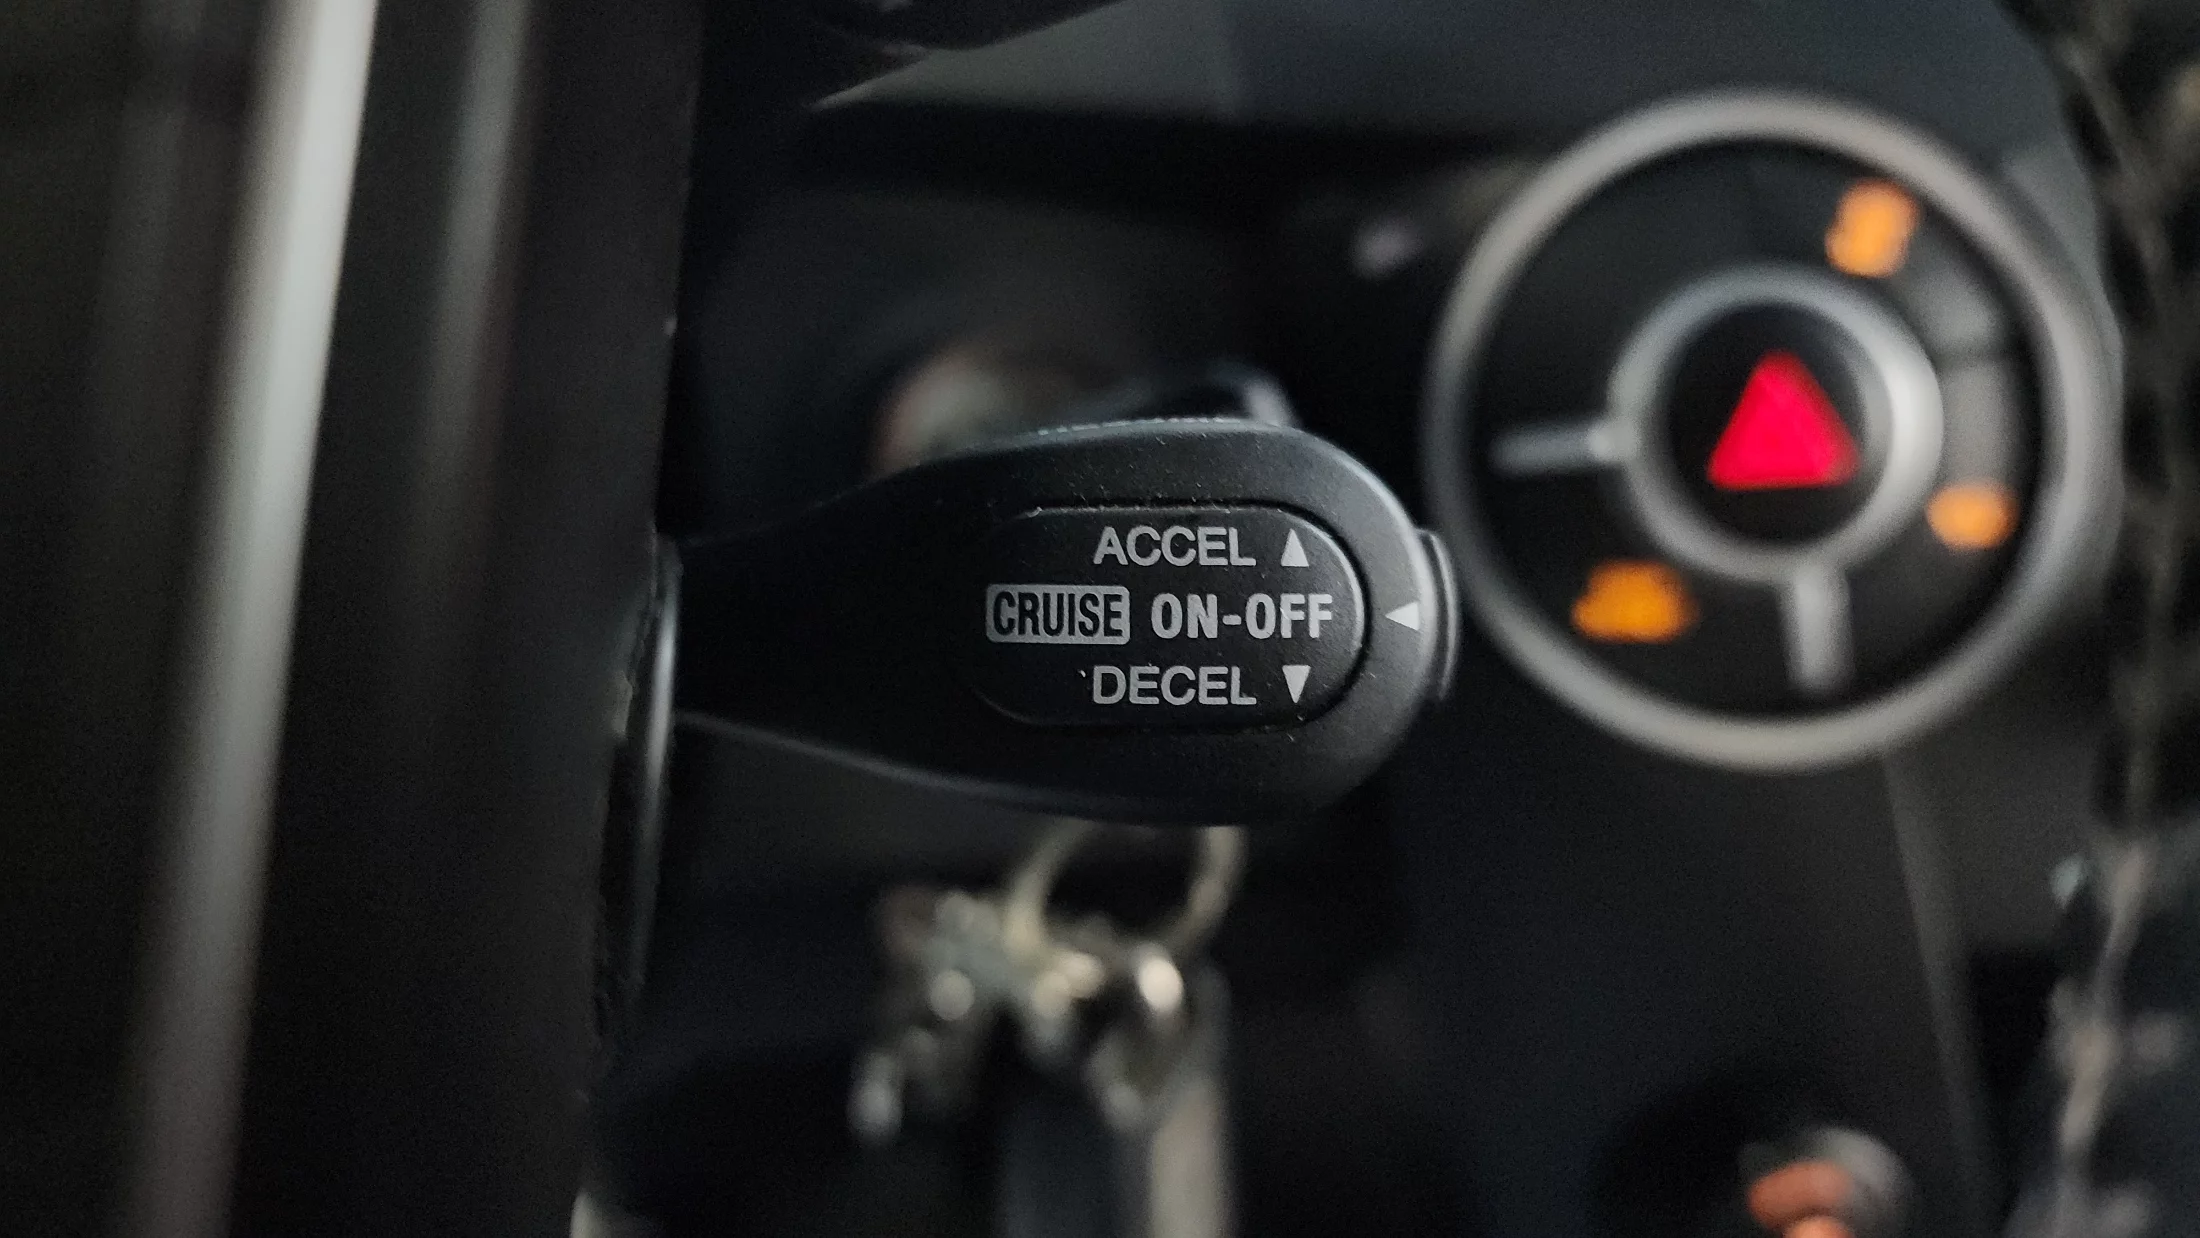 ACCEL ▲
CRUISE ON-OFF ◀
DECEL ▼